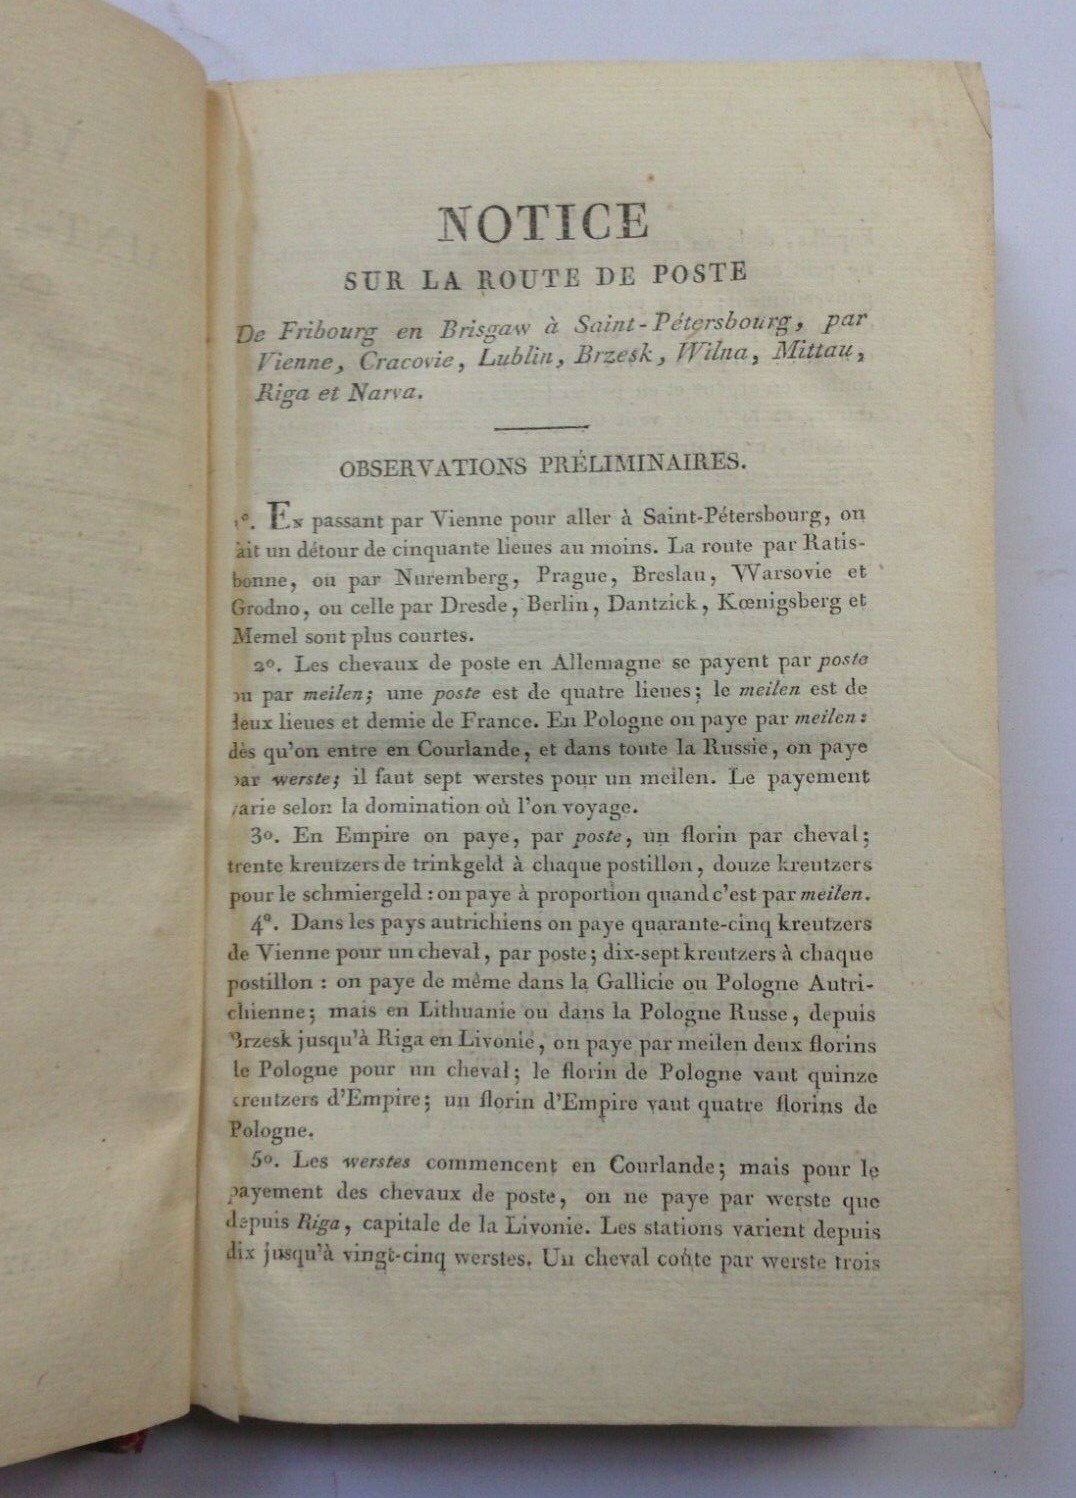 NOTICE
SUR LA ROUTE DE POSTE
De Fribourg en Brisgaw à Saint-Pétersbourg, par
Vienne, Cracovie, Lublin, Brzesk, Wilna, Mittau,
Riga et Narva.
OBSERVATIONS PRÉLIMINAIRES.
1º. En passant par Vienne pour aller à Saint-Pétersbourg, on
ait un détour de cinquante lieues au moins. La route par Ratis-
bonne, ou par Nuremberg, Prague, Breslau, Warsovie et
Grodno, ou celle par Dresde, Berlin, Dantzick, Kœnigsberg et
Memel sont plus courtes.
2º. Les chevaux de poste en Allemagne se payent par poste
ou par meilen; une poste est de quatre lieues; le meilen est de
deux lieues et demie de France. En Pologne on paye par meilen:
dès qu'on entre en Courlande, et dans toute la Russie, on paye
par werste; il faut sept werstes pour un meilen. Le payement
varie selon la domination où l'on voyage.
3º. En Empire on paye, par poste, un florin par cheval;
trente kreutzers de trinkgeld à chaque postillon, douze kreutzers
pour le schmiergeld : on paye à proportion quand c'est par meilen.
4º. Dans les pays autrichiens on paye quarante-cinq kreutzers
de Vienne pour un cheval, par poste; dix-sept kreutzers à chaque
postillon : on paye de même dans la Gallicie ou Pologne Autri-
chienne; mais en Lithuanie ou dans la Pologne Russe, depuis
Brzesk jusqu'à Riga en Livonie, on paye par meilen deux florins
de Pologne pour un cheval; le florin de Pologne vaut quinze
kreutzers d'Empire; un florin d'Empire vaut quatre florins de
Pologne.
5º. Les werstes commencent en Courlande; mais pour le
payement des chevaux de poste, on ne paye par werste que
depuis Riga, capitale de la Livonie. Les stations varient depuis
dix jusqu'à vingt-cinq werstes. Un cheval coûte par werste trois